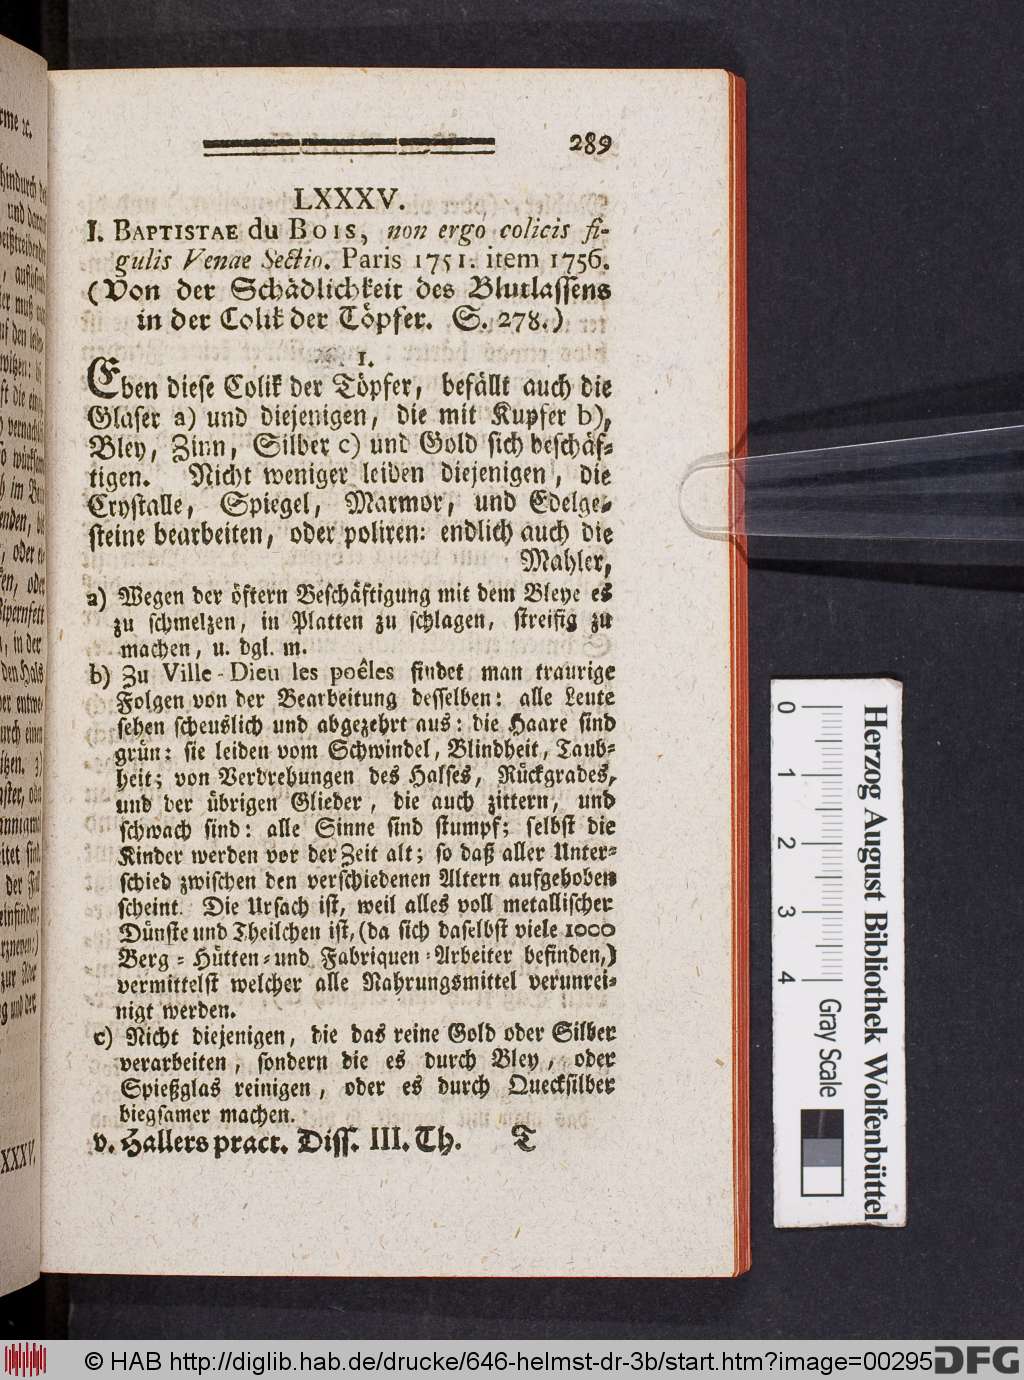 289
LXXXV.
I. BAPTISTAE du BOIS, non ergo colicis fi-
gulis Venae Sectio. Paris 1751. item 1756.
(Von der Schädlichkeit des Blutlassens
in der Colik der Töpfer. S. 278.)
1.
Eben diese Colik der Töpfer, befällt auch die
Glaser a) und diejenigen, die mit Kupfer b),
Bley, Zinn, Silber c) und Gold sich beschäf-
tigen. Nicht weniger leiden diejenigen, die
Crystalle, Spiegel, Marmor, und Edelge-
steine bearbeiten, oder poliren: endlich auch die
Mahler,
a) Wegen der öftern Beschäftigung mit dem Bleye es
zu schmelzen, in Platten zu schlagen, streifig zu
machen, u. dgl. m.
b) Zu Ville-Dieu les poêles findet man traurige
Folgen von der Bearbeitung desselben: alle Leute
sehen scheuslich und abgezehrt aus: die Haare sind
grün: sie leiden vom Schwindel, Blindheit, Taub-
heit; von Verdrehungen des Halses, Rückgrades,
und der übrigen Glieder, die auch zittern, und
schwach sind: alle Sinne sind stumpf; selbst die
Kinder werden vor der Zeit alt; so daß aller Unter-
schied zwischen den verschiedenen Altern aufgehoben
scheint. Die Ursach ist, weil alles voll metallischer
Dünste und Theilchen ist, (da sich daselbst viele 1000
Berg-Hütten-und Fabriquen-Arbeiter befinden,)
vermittelst welcher alle Nahrungsmittel verunrei-
nigt werden.
c) Nicht diejenigen, die das reine Gold oder Silber
verarbeiten, sondern die es durch Bley, oder
Spießglas reinigen, oder es durch Quecksilber
biegsamer machen.
v. Hallers pract. Diss. III. Th. T
0 1 2 3 4
Gray Scale
Herzog August Bibliothek Wolfenbüttel
© HAB http://diglib.hab.de/drucke/646-helmst-dr-3b/start.htm?image=00295
DFG